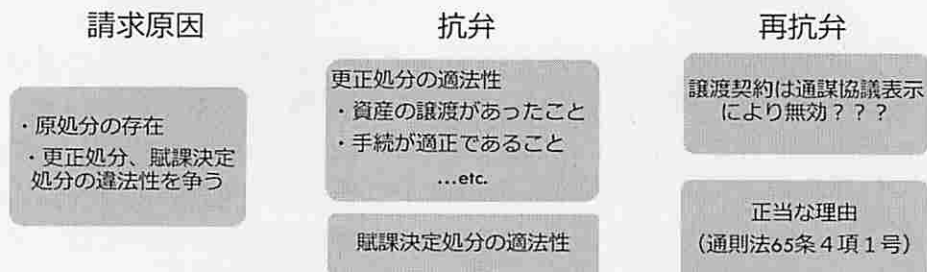 請求原因
抗弁
再抗弁
・原処分の存在
・更正処分、賦課決定
処分の違法性を争う
更正処分の適法性
・資産の譲渡があったこと
・手続が適正であること
…etc.
賦課決定処分の適法性
譲渡契約は通謀協議表示
により無効？？？
正当な理由
（通則法65条４項１号）